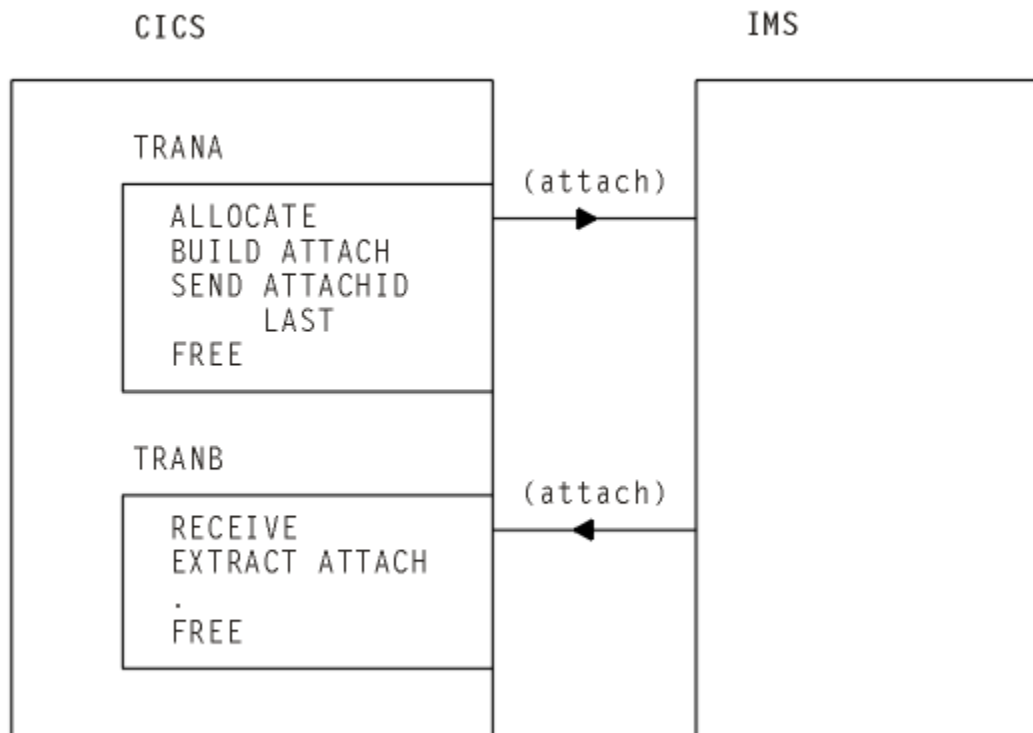 CICS
IMS
TRANA
(attach)
ALLOCATE
BUILD ATTACH
SEND ATTACHID
LAST
FREE
TRANB
(attach)
RECEIVE
EXTRACT ATTACH
.
FREE